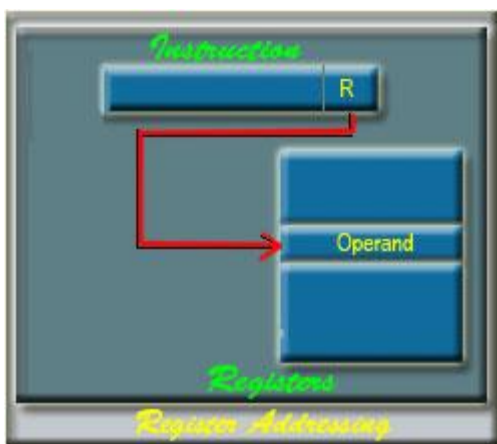 Instruction
R
Operand
Registers
Register Addressing